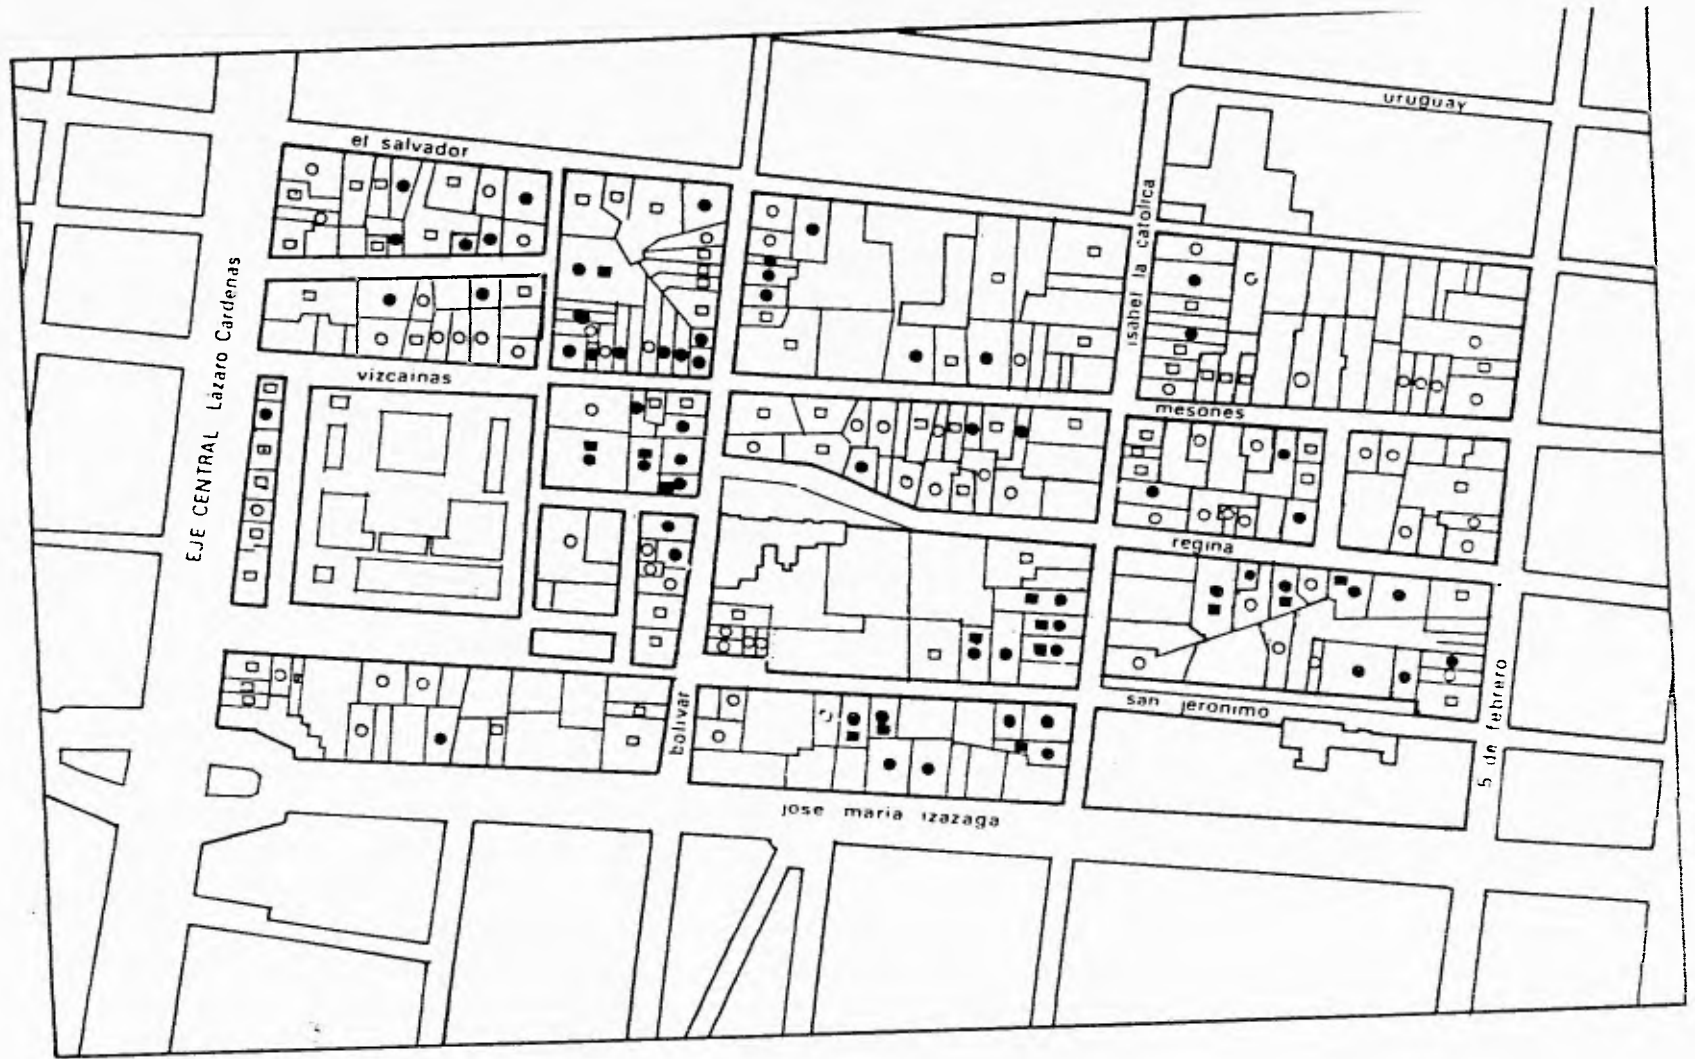 uruguay
el salvador
isabel la catolica
EJE CENTRAL Lázaro Cardenas
vizcainas
mesones
regina
san jeronimo
bolivar
5 de febrero
jose maria izazaga